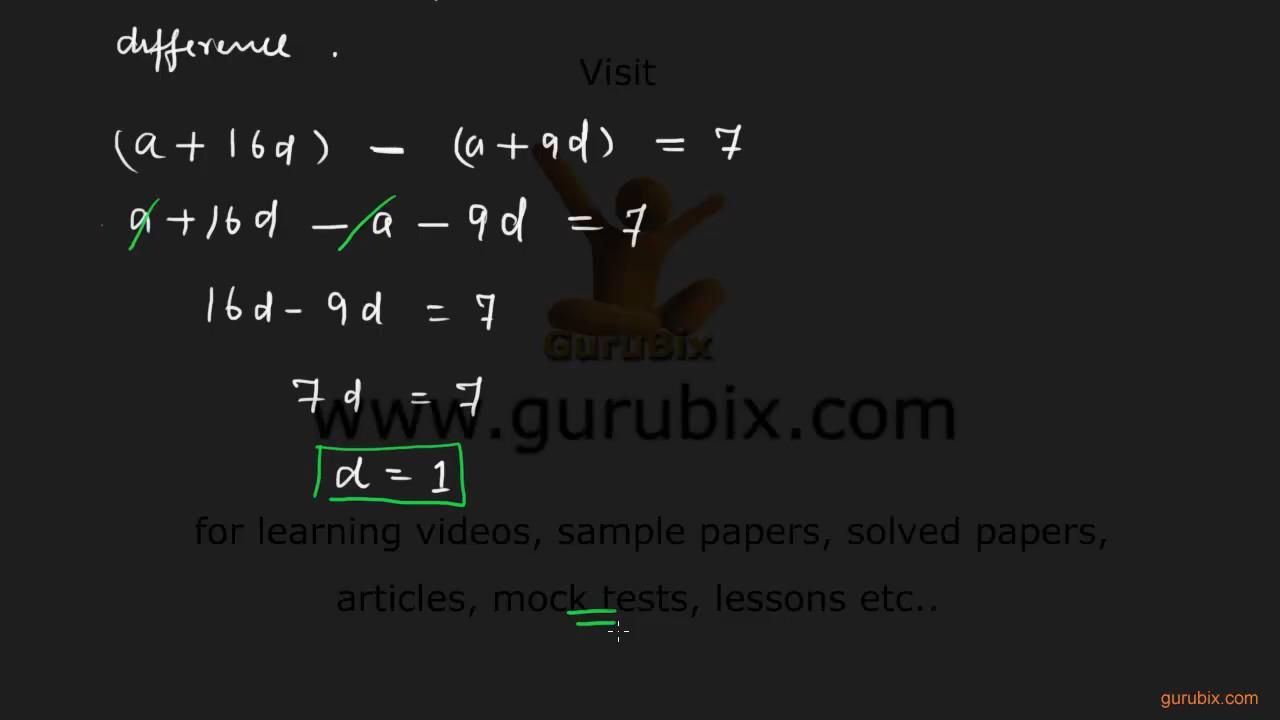 difference .
Visit
(a + 16d) - (a + 9d) = 7
a + 16d - a - 9d = 7
16d - 9d = 7
GuruBix
7d = 7
www.gurubix.com
d = 1
for learning videos, sample papers, solved papers,
articles, mock tests, lessons etc..
gurubix.com